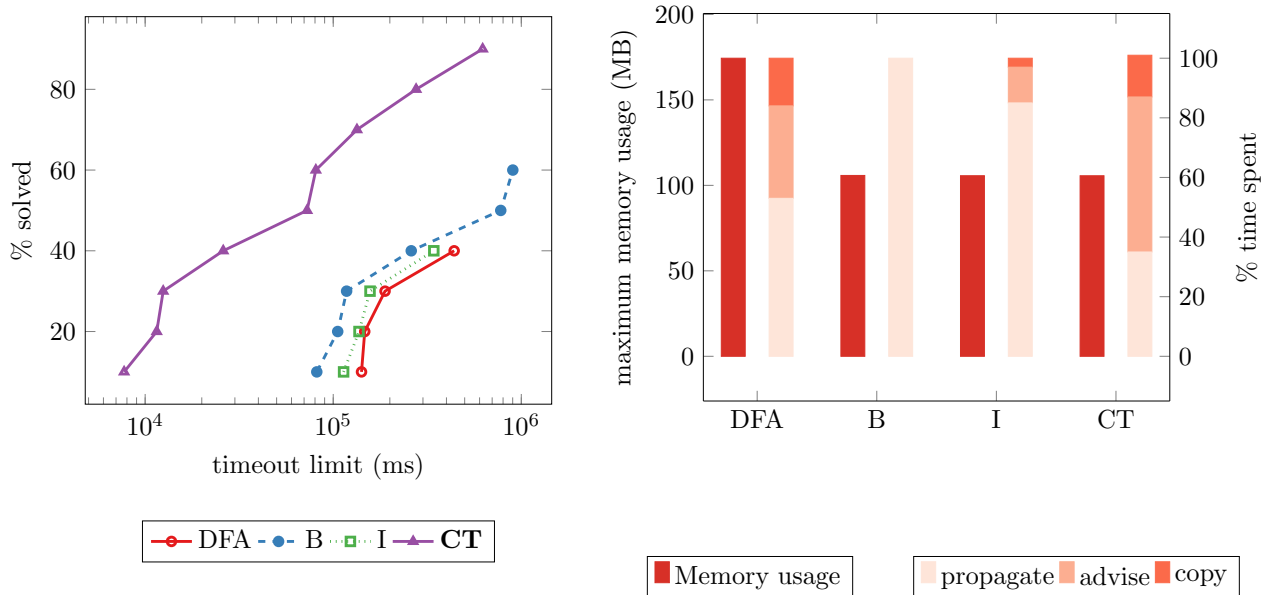 % solved
80
60
40
20
10^4
10^5
10^6
timeout limit (ms)
DFA B I CT
maximum memory usage (MB)
200
150
100
50
0
100
80
60
40
20
0
% time spent
DFA
B
I
CT
Memory usage
propagate advise copy